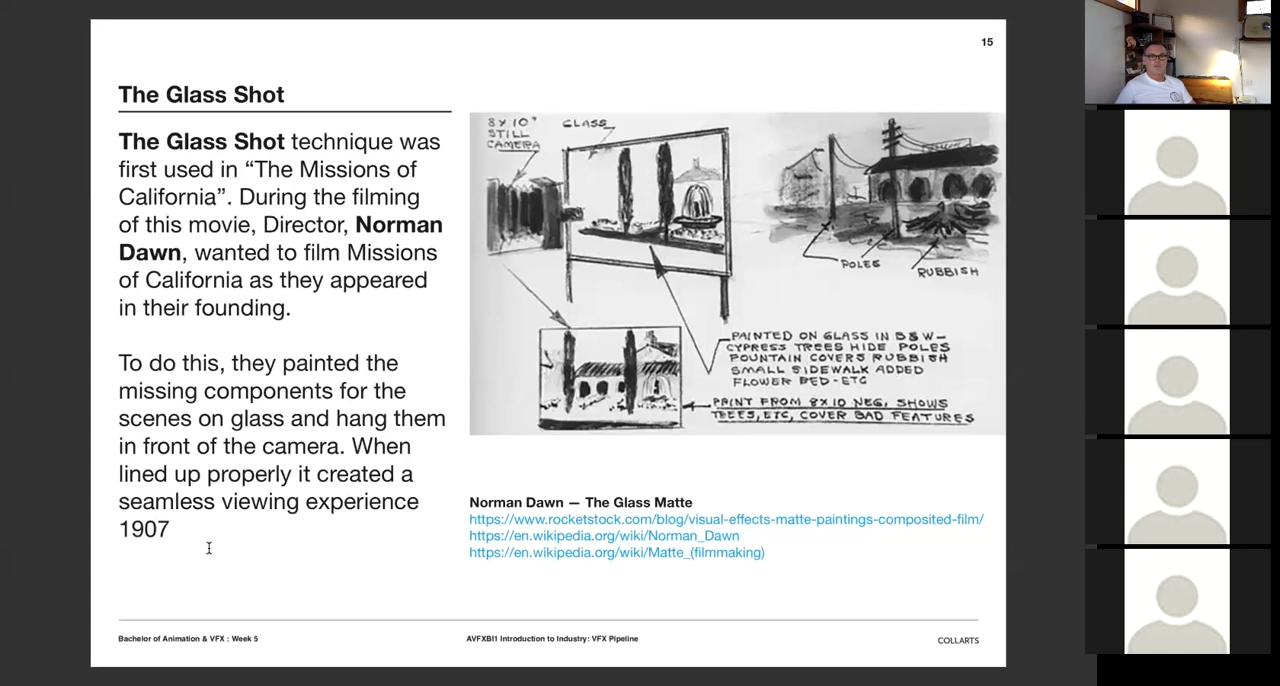 15
The Glass Shot
The Glass Shot technique was
first used in “The Missions of
California”. During the filming
of this movie, Director, Norman
Dawn, wanted to film Missions
of California as they appeared
in their founding.
To do this, they painted the
missing components for the
scenes on glass and hang them
in front of the camera. When
lined up properly it created a
seamless viewing experience
1907
8 X 10"
STILL
CAMERA
GLASS
POLES
RUBBISH
PAINTED ON GLASS IN B & W -
CYPRESS TREES HIDE POLES
FOUNTAIN COVERS RUBBISH
SMALL SIDEWALK ADDED
FLOWER BED - ETC
PRINT FROM 8X10 NEG, SHOWS
TREES, ETC, COVER BAD FEATURES
Norman Dawn — The Glass Matte
https://www.rocketstock.com/blog/visual-effects-matte-paintings-composited-film/
https://en.wikipedia.org/wiki/Norman_Dawn
https://en.wikipedia.org/wiki/Matte_(filmmaking)
Bachelor of Animation & VFX : Week 5
AVFXBI1 Introduction to Industry: VFX Pipeline
COLLARTS